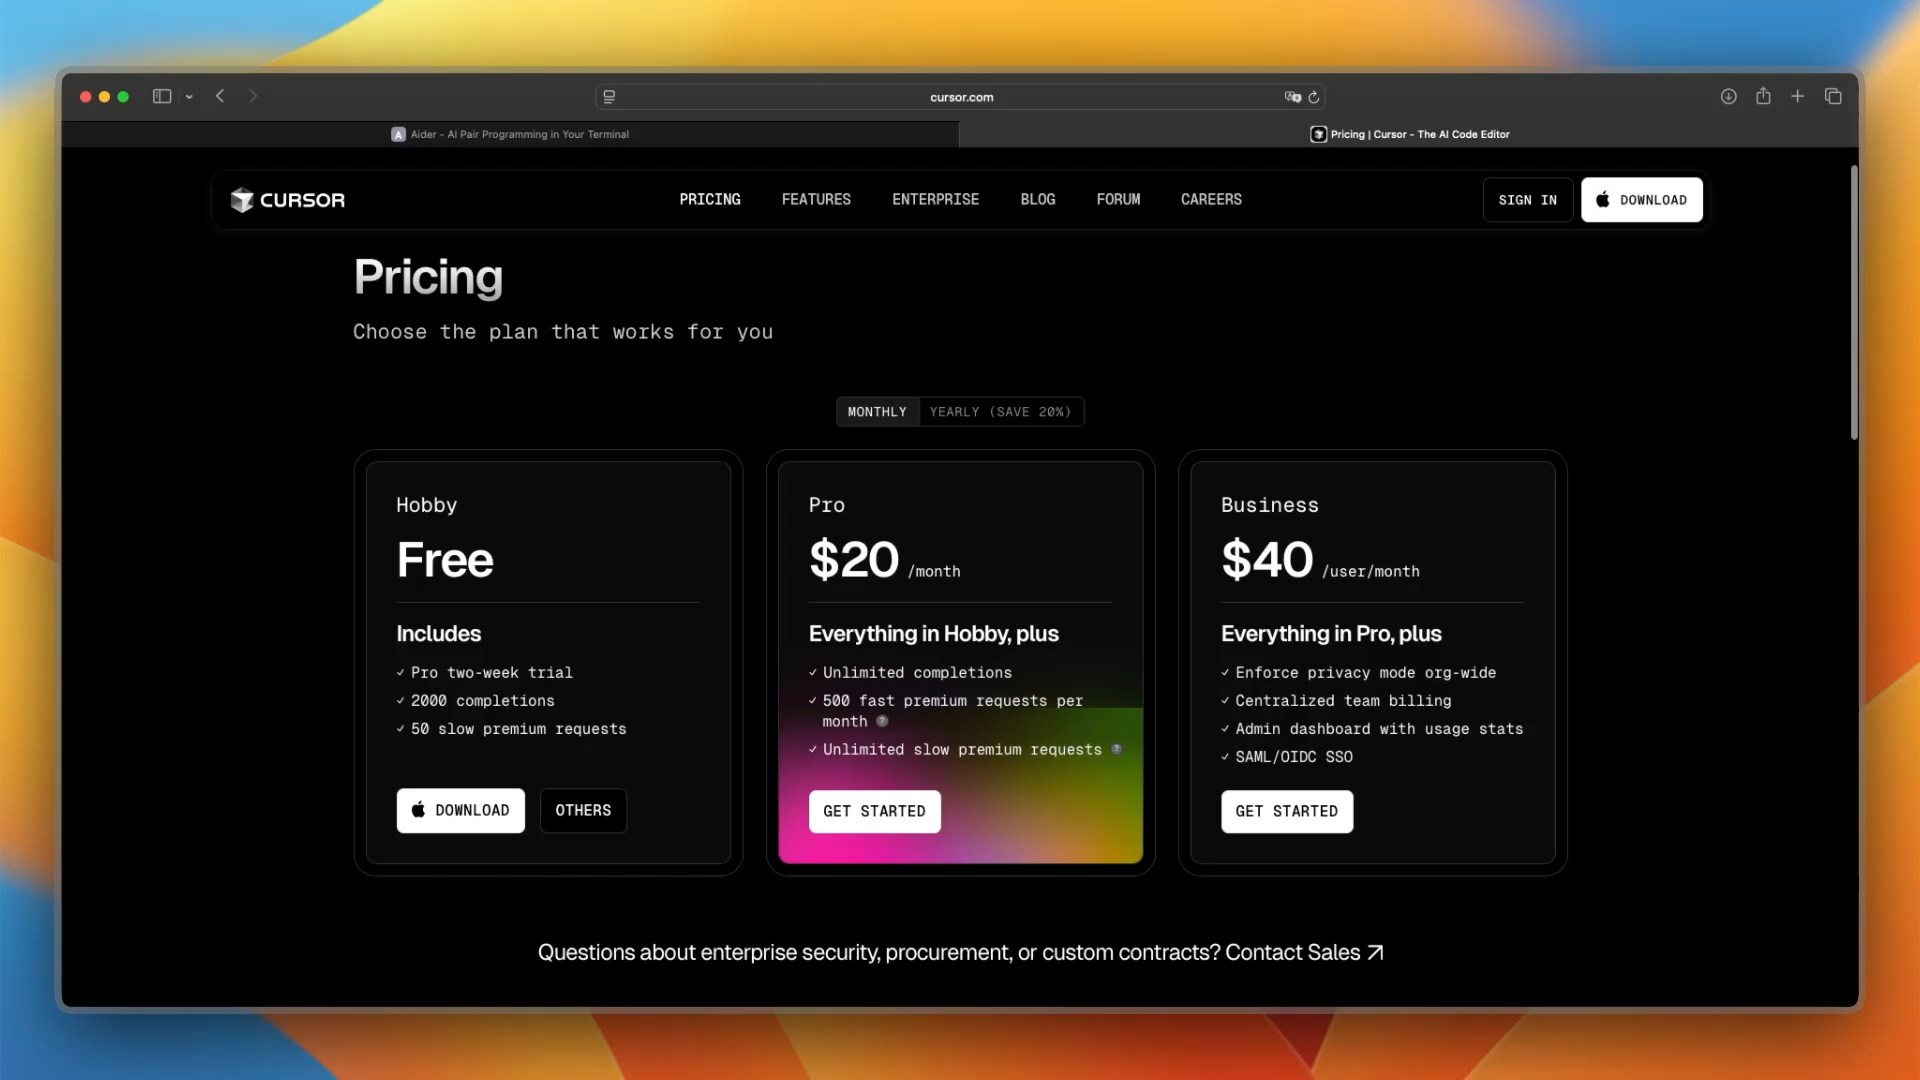 cursor.com
A Aider - AI Pair Programming in Your Terminal
Pricing | Cursor - The AI Code Editor
CURSOR
PRICING FEATURES ENTERPRISE BLOG FORUM CAREERS
SIGN IN DOWNLOAD
Pricing
Choose the plan that works for you
MONTHLY YEARLY (SAVE 20%)
Hobby
Free
Includes
✓ Pro two-week trial
✓ 2000 completions
✓ 50 slow premium requests
DOWNLOAD OTHERS
Pro
$20 /month
Everything in Hobby, plus
✓ Unlimited completions
✓ 500 fast premium requests per
month ?
✓ Unlimited slow premium requests ?
GET STARTED
Business
$40 /user/month
Everything in Pro, plus
✓ Enforce privacy mode org-wide
✓ Centralized team billing
✓ Admin dashboard with usage stats
✓ SAML/OIDC SSO
GET STARTED
Questions about enterprise security, procurement, or custom contracts? Contact Sales ↗